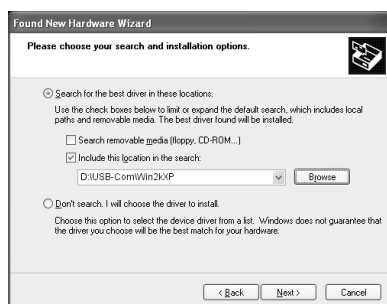 Found New Hardware Wizard
Please choose your search and installation options.
Search for the best driver in these locations.
Use the check boxes below to limit or expand the default search, which includes local
paths and removable media. The best driver found will be installed.
Search removable media (floppy, CD-ROM...)
Include this location in the search:
D:\USB-Com\Win2kXP
Browse
Don't search. I will choose the driver to install.
Choose this option to select the device driver from a list. Windows does not guarantee that
the driver you choose will be the best match for your hardware.
< Back Next > Cancel